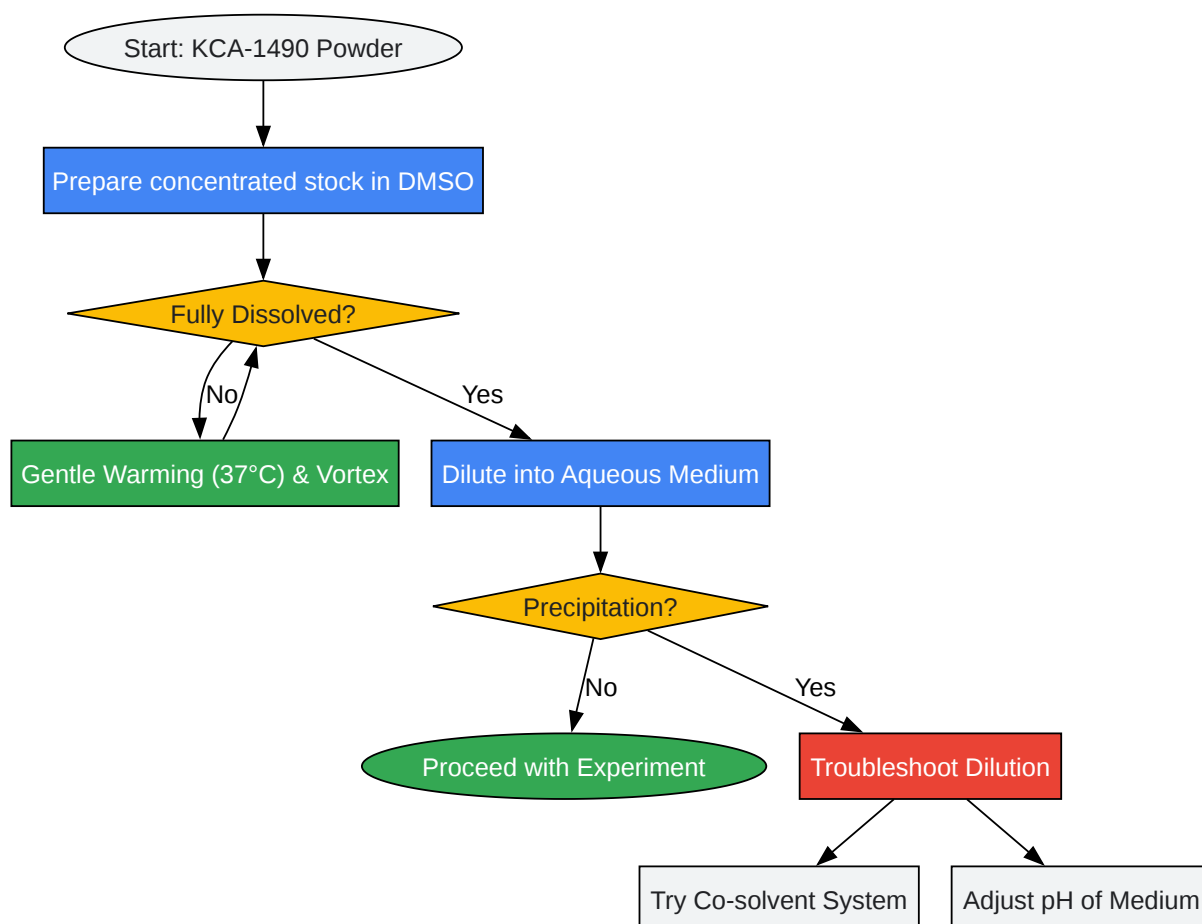 Start: KCA-1490 Powder
Prepare concentrated stock in DMSO
Fully Dissolved?
No
Yes
Gentle Warming (37°C) & Vortex
Dilute into Aqueous Medium
Precipitation?
No
Yes
Proceed with Experiment
Troubleshoot Dilution
Try Co-solvent System
Adjust pH of Medium